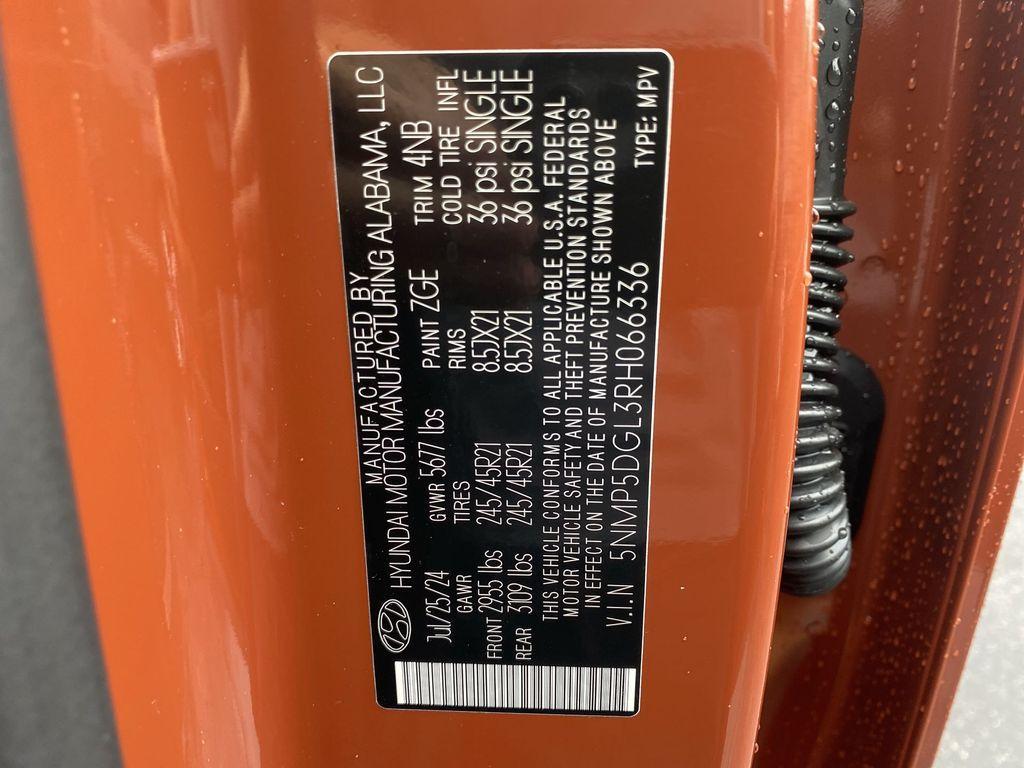 MANUFACTURED BY
HYUNDAI MOTOR MANUFACTURING ALABAMA, LLC
JUL/25/24 GWR 5677 lbs PAINT ZGE TRIM 4NB
GAWR TIRES RIMS COLD TIRE INFL
FRONT 2955 lbs 245/45R21 8.5JX21 36 psi SINGLE
REAR 3109 lbs 245/45R21 8.5JX21 36 psi SINGLE
THIS VEHICLE CONFORMS TO ALL APPLICABLE U.S.A. FEDERAL
MOTOR VEHICLE SAFETY AND THEFT PREVENTION STANDARDS
IN EFFECT ON THE DATE OF MANUFACTURE SHOWN ABOVE
V.I.N 5NMP5DGL3RH066336 TYPE: MPV